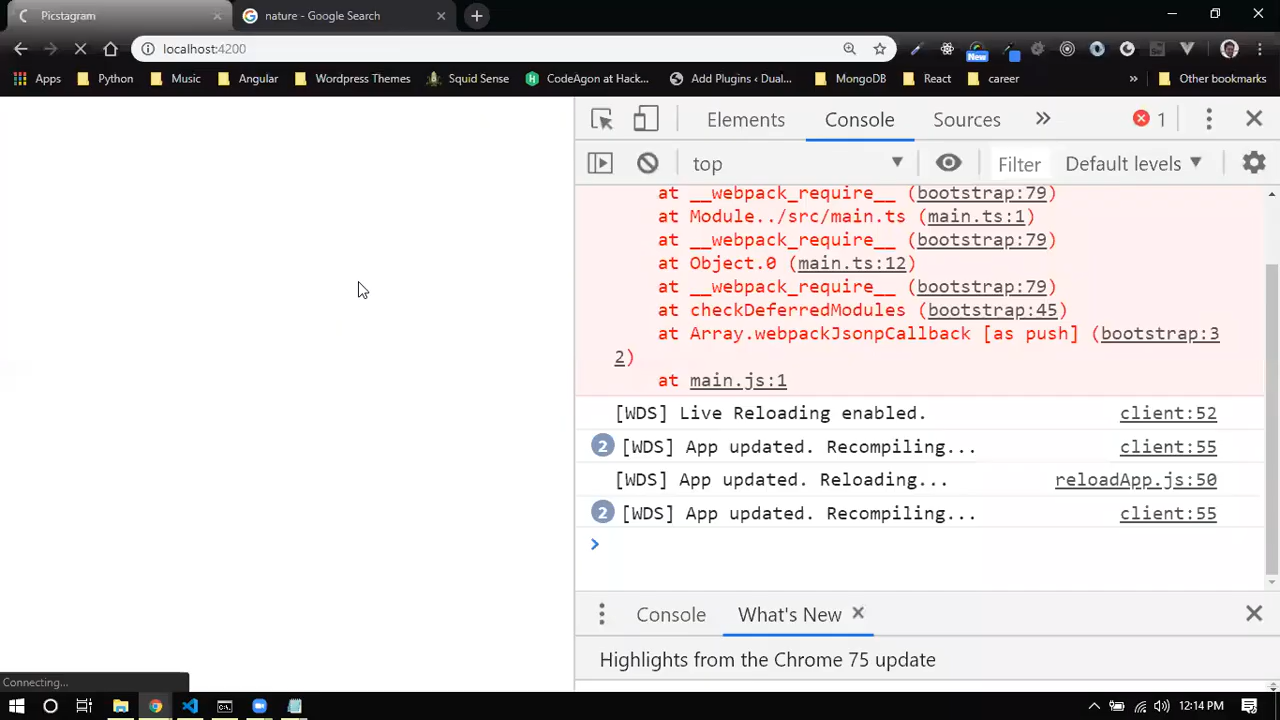 Picstagram
nature - Google Search
localhost:4200
New
Apps
Python
Music
Angular
Wordpress Themes
Squid Sense
CodeAgon at Hack...
Add Plugins ‹ Dual...
MongoDB
React
career
»
Other bookmarks
Elements
Console
Sources
1
top
Filter
Default levels
at __webpack_require__ (bootstrap:79)
at Module../src/main.ts (main.ts:1)
at __webpack_require__ (bootstrap:79)
at Object.0 (main.ts:12)
at __webpack_require__ (bootstrap:79)
at checkDeferredModules (bootstrap:45)
at Array.webpackJsonpCallback [as push] (bootstrap:3
2)
at main.js:1
[WDS] Live Reloading enabled. client:52
2 [WDS] App updated. Recompiling... client:55
[WDS] App updated. Reloading... reloadApp.js:50
2 [WDS] App updated. Recompiling... client:55
Console
What's New
Highlights from the Chrome 75 update
Connecting...
12:14 PM